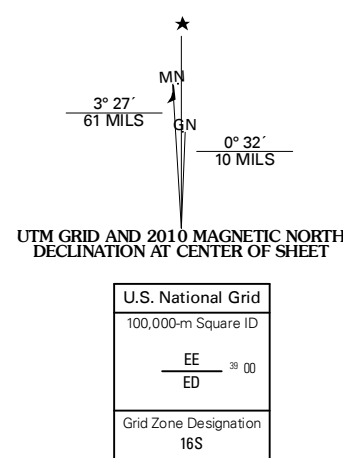 ★
MN
3° 27´
61 MILS
GN
0° 32´
10 MILS
UTM GRID AND 2010 MAGNETIC NORTH
DECLINATION AT CENTER OF SHEET
U.S. National Grid
100,000-m Square ID
EE
39 00
ED
Grid Zone Designation
16S